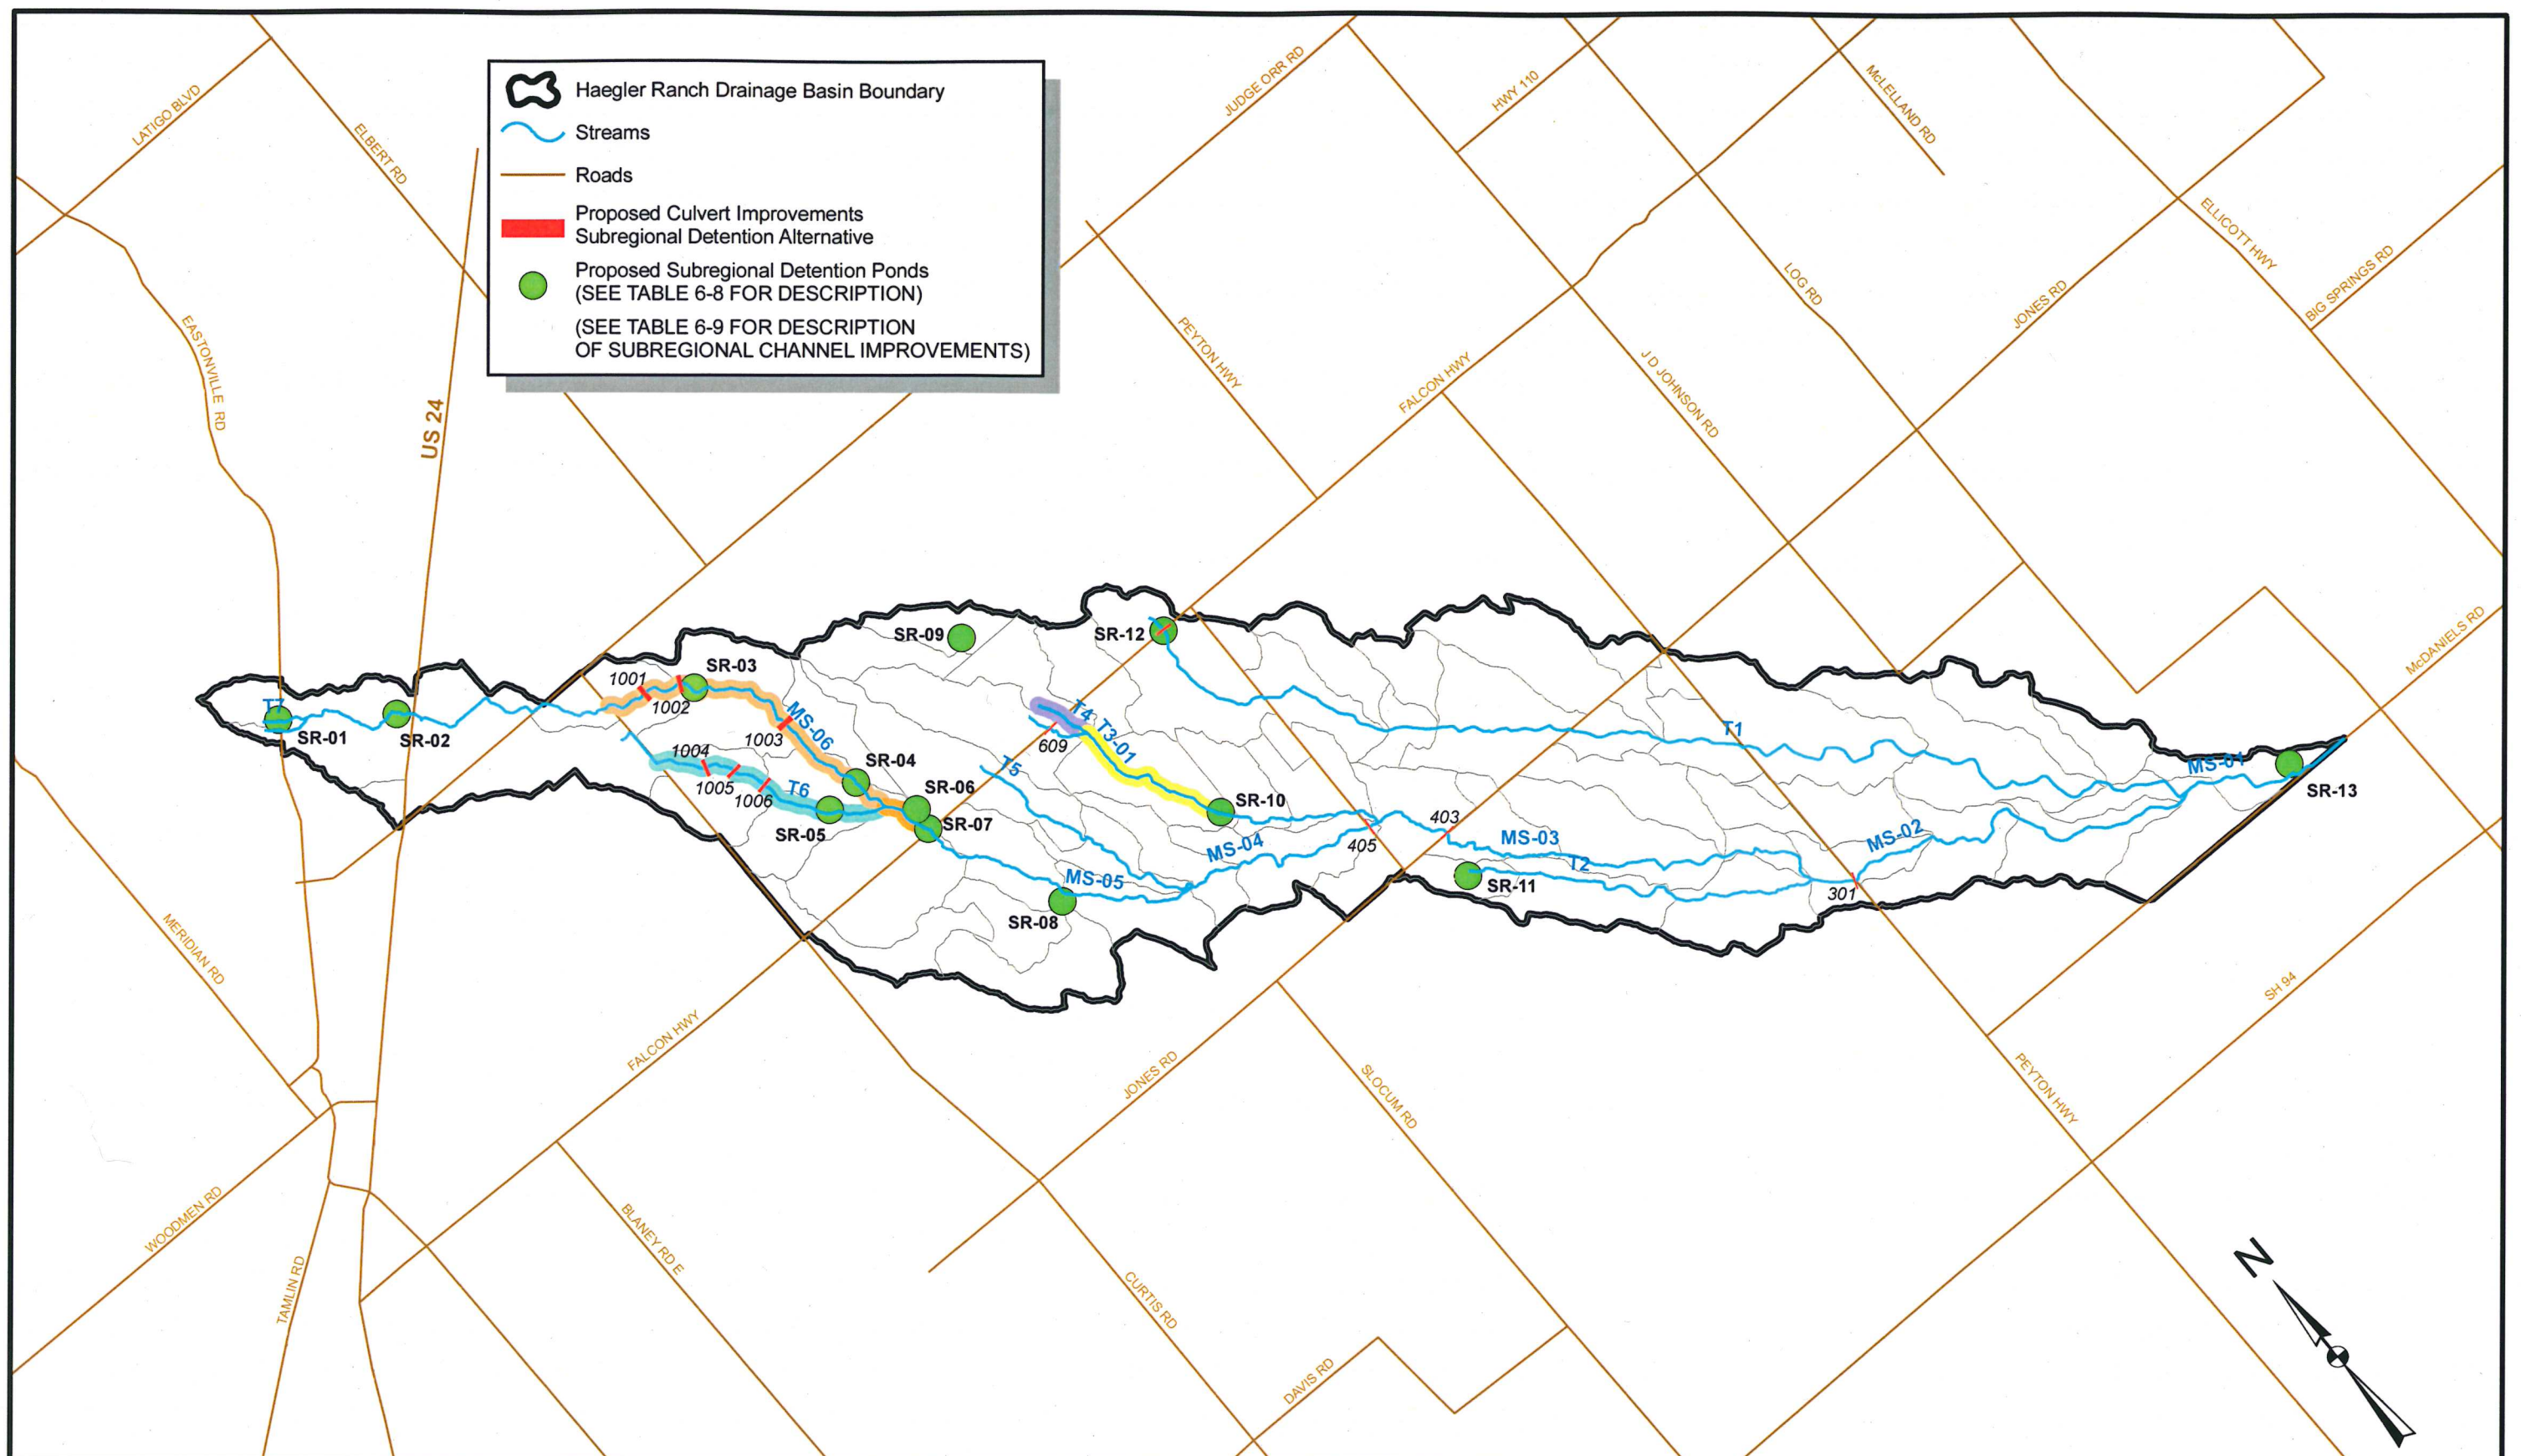 Haegler Ranch Drainage Basin Boundary
Streams
Roads
Proposed Culvert Improvements
Subregional Detention Alternative
Proposed Subregional Detention Ponds
(SEE TABLE 6-8 FOR DESCRIPTION)
(SEE TABLE 6-9 FOR DESCRIPTION
OF SUBREGIONAL CHANNEL IMPROVEMENTS)
LATIGO BLVD
ELBERT RD
JUDGE ORR RD
HWY 110
McLELLAND RD
ELLICOTT HWY
BIG SPRINGS RD
EASTONVILLE RD
US 24
PEYTON HWY
FALCON HWY
J D JOHNSON RD
LOG RD
JONES RD
McDANIELS RD
SR-09
SR-12
SR-03
1001
1002
T7
SR-01
SR-02
MS-06
1003
1004
1005
1006
T6
SR-04
SR-05
SR-06
SR-07
T4
T3-01
609
T5
SR-10
T1
MS-01
SR-13
403
405
MS-03
MS-04
T2
MS-02
MS-05
SR-08
SR-11
301
MERIDIAN RD
FALCON HWY
JONES RD
SLOCUM RD
SH 94
PEYTON HWY
WOODMEN RD
TAMLIN RD
BLANEY RD E
CURTIS RD
DAVIS RD
N